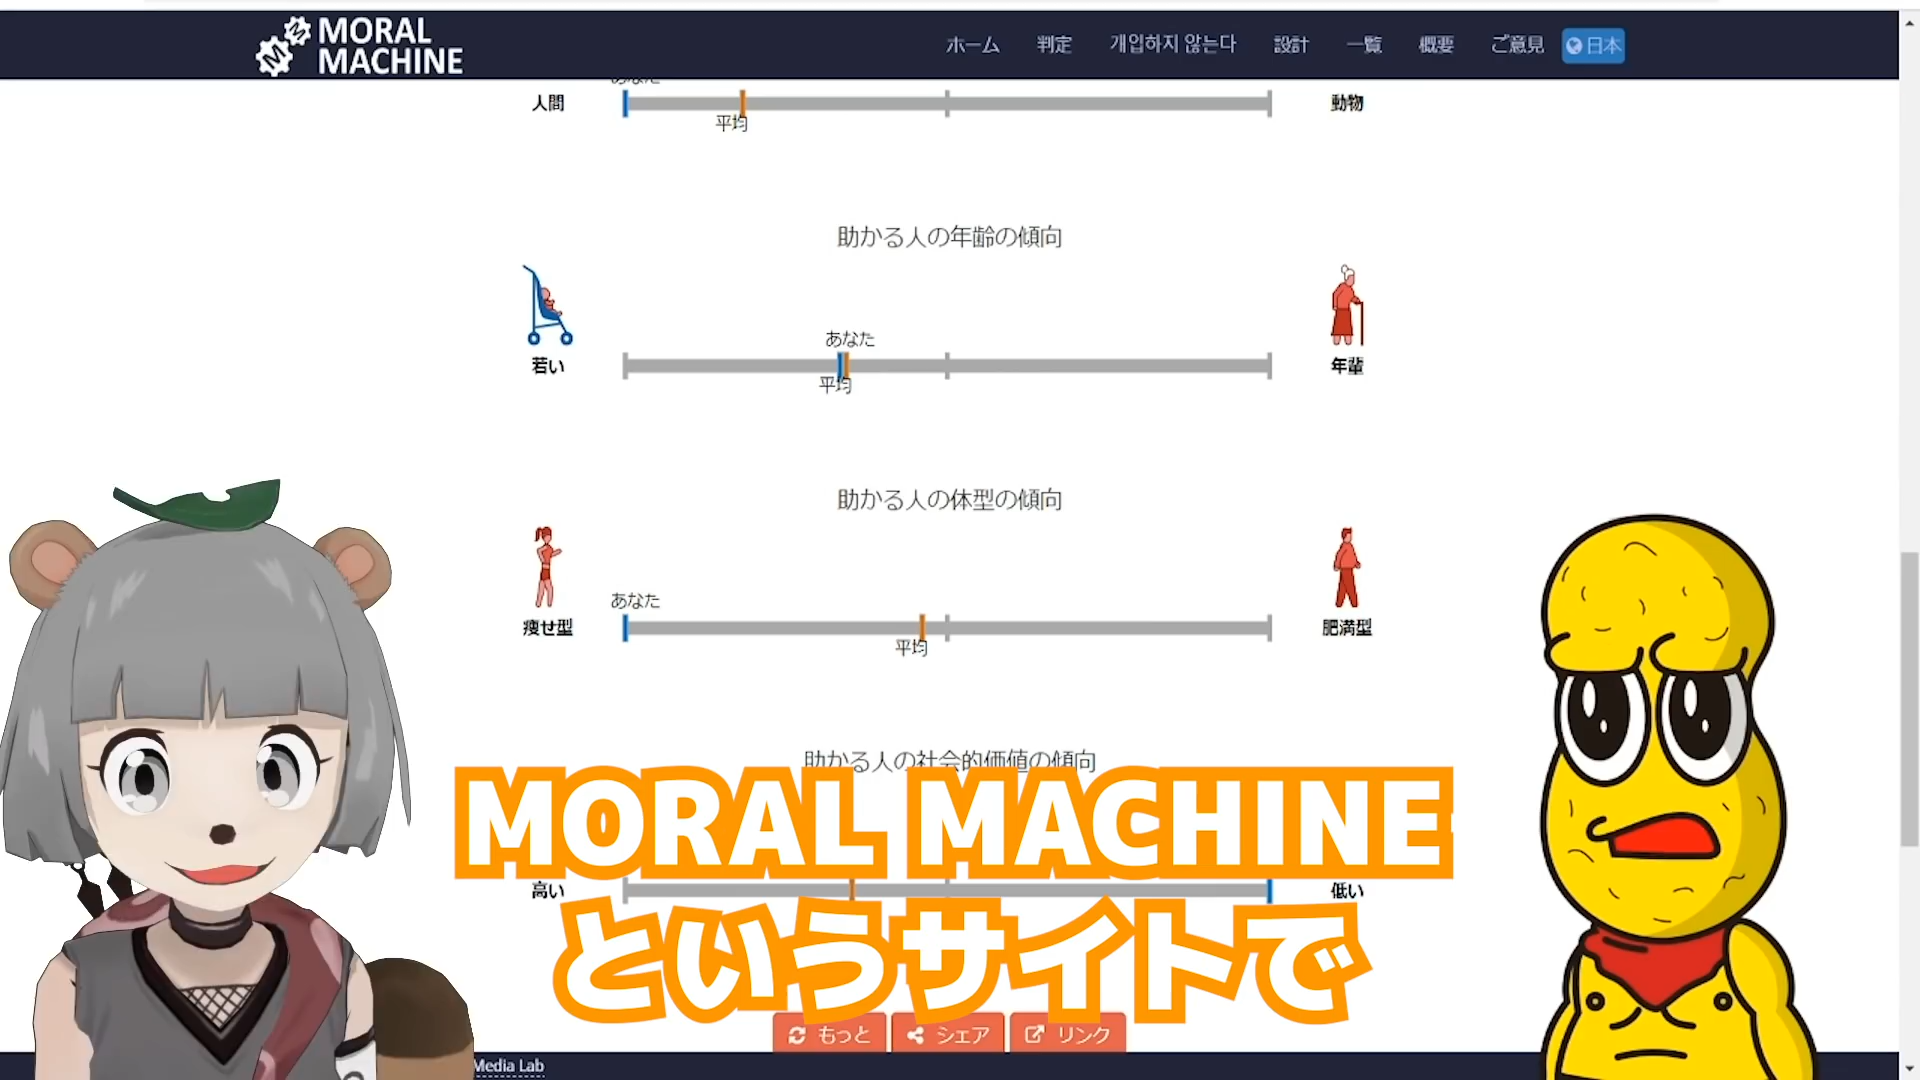 MORAL
MACHINE
ホーム 判定 개입하지 않는다 設計 一覧 概要 ご意見 日本
あなた
人間 動物
平均
助かる人の年齢の傾向
あなた
若い 年輩
平均
助かる人の体型の傾向
あなた
痩せ型 肥満型
平均
助かる人の社会的価値の傾向
MORAL MACHINE
高い 低い
というサイトで
もっと シェア リンク
Media Lab